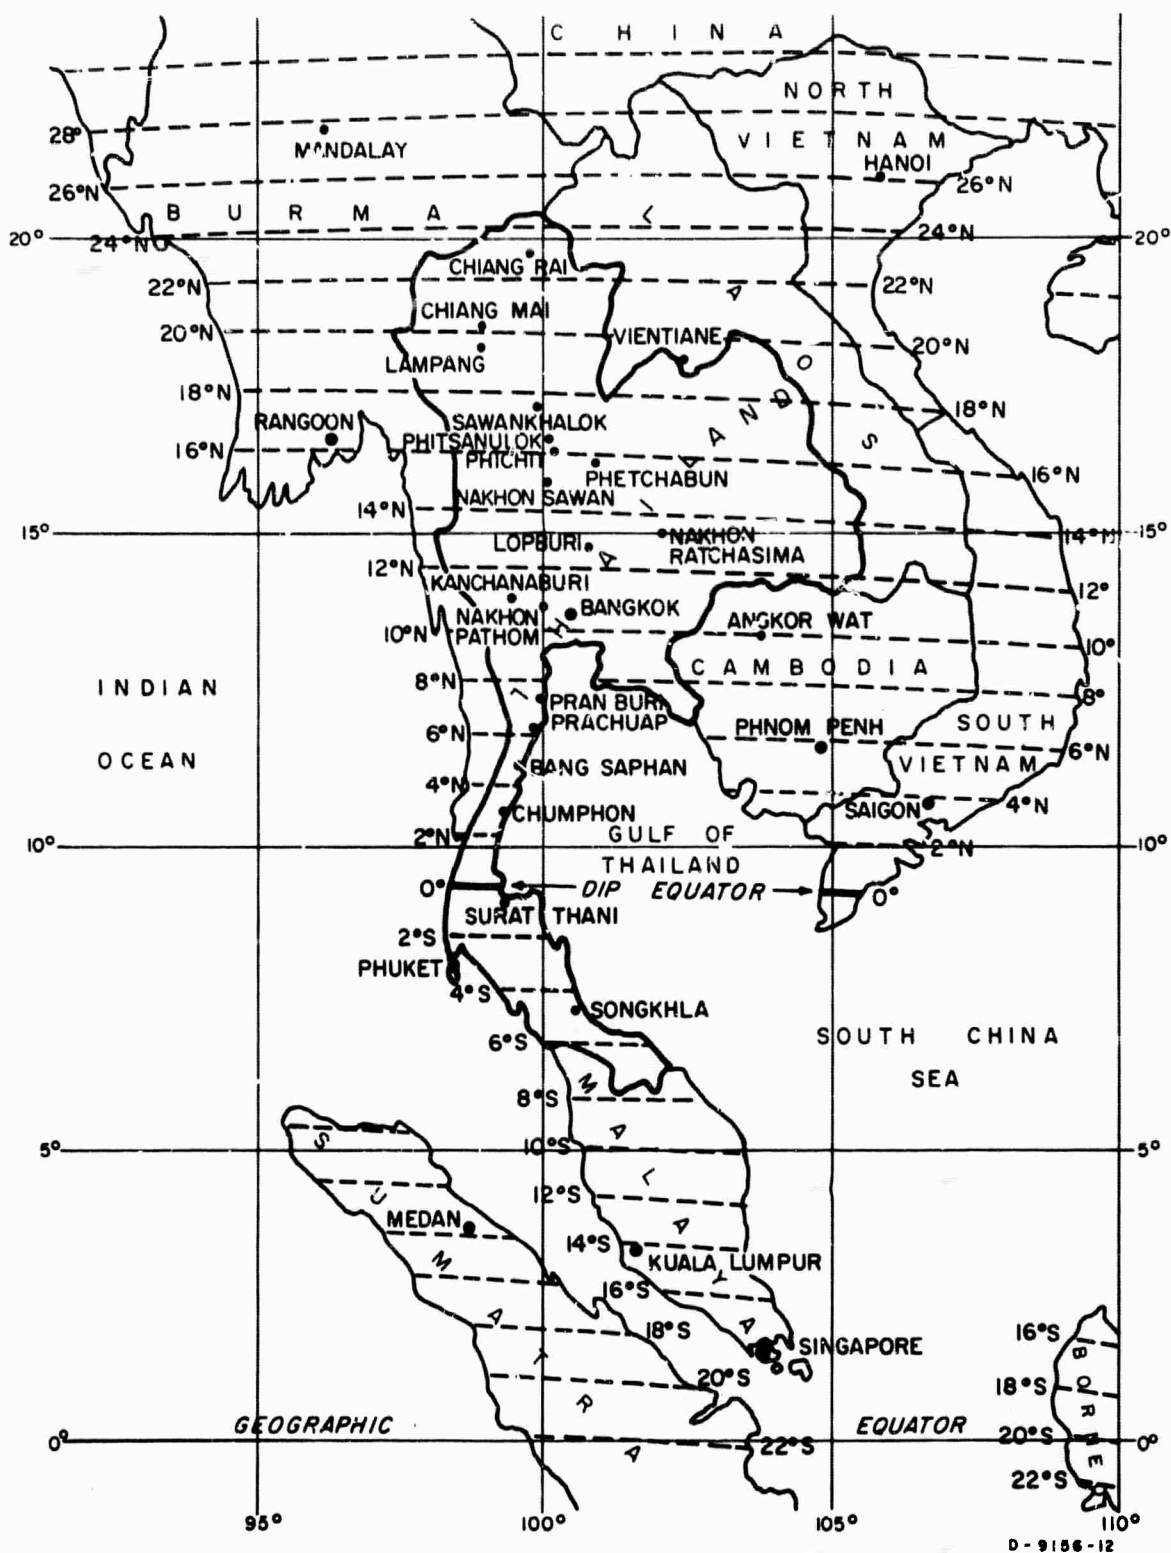 CHINA
NORTH
VIETNAM
28°
MANDALAY
HANOI
26°N
26°N
BURMA
L
24°N
24°N
20°
20°
CHIANG RAI
22°N
22°N
A
CHIANG MAI
20°N
VIENTIANE
20°N
LAMPANG
O
18°N
18°N
D
N
RANGOON
SAWANKHALOK
PHITSANULOK
A
S
16°N
PHICHIT
PHETCHABUN
L
16°N
NAKHON SAWAN
14°N
I
15°
LOPBURI
NAKHON
RATCHASIMA
14°N
15°
A
12°N
KANCHANABURI
12°
NAKHON
PATHOM
BANGKOK
ANGKOR WAT
10°N
H
10°
CAMBODIA
INDIAN
OCEAN
8°N
8°
T
PRAN BURI
PRACHUAP
PHNOM PENH
SOUTH
VIETNAM
6°N
6°N
BANG SAPHAN
4°N
4°N
CHUMPHON
SAIGON
GULF OF
THAILAND
2°N
2°N
10°
10°
0°
DIP EQUATOR
0°
SURAT THANI
2°S
PHUKET
4°S
SONGKHLA
SOUTH CHINA
SEA
6°S
M
8°S
A
5°
10°S
5°
S
L
12°S
U
A
MEDAN
14°S
M
KUALA LUMPUR
Y
16°S
A
A
18°S
SINGAPORE
16°S
T
20°S
18°S
R
GEOGRAPHIC
EQUATOR
BORNE
20°S
0°
A
22°S
0°
22°S
95°
100°
105°
110°
D-9156-12